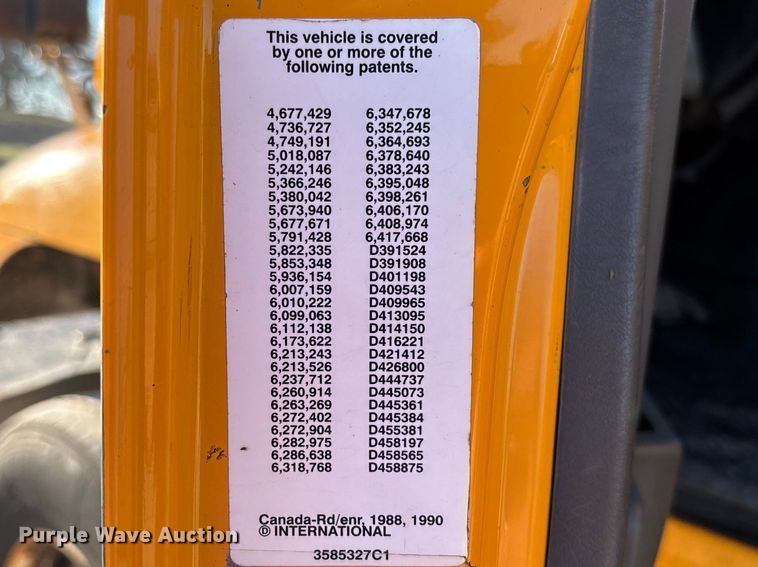 This vehicle is covered
by one or more of the
following patents.
4,677,429 6,347,678
4,736,727 6,352,245
4,749,191 6,364,693
5,018,087 6,378,640
5,242,146 6,383,243
5,366,246 6,395,048
5,380,042 6,398,261
5,673,940 6,406,170
5,677,671 6,408,974
5,791,428 6,417,668
5,822,335 D391524
5,853,348 D391908
5,936,154 D401198
6,007,159 D409543
6,010,222 D409965
6,099,063 D413095
6,112,138 D414150
6,173,622 D416221
6,213,243 D421412
6,213,526 D426800
6,237,712 D444737
6,260,914 D445073
6,263,269 D445361
6,272,402 D445384
6,272,904 D455381
6,282,975 D458197
6,286,638 D458565
6,318,768 D458875
Canada-Rd/enr, 1988, 1990
© INTERNATIONAL
3585327C1
Purple Wave Auction